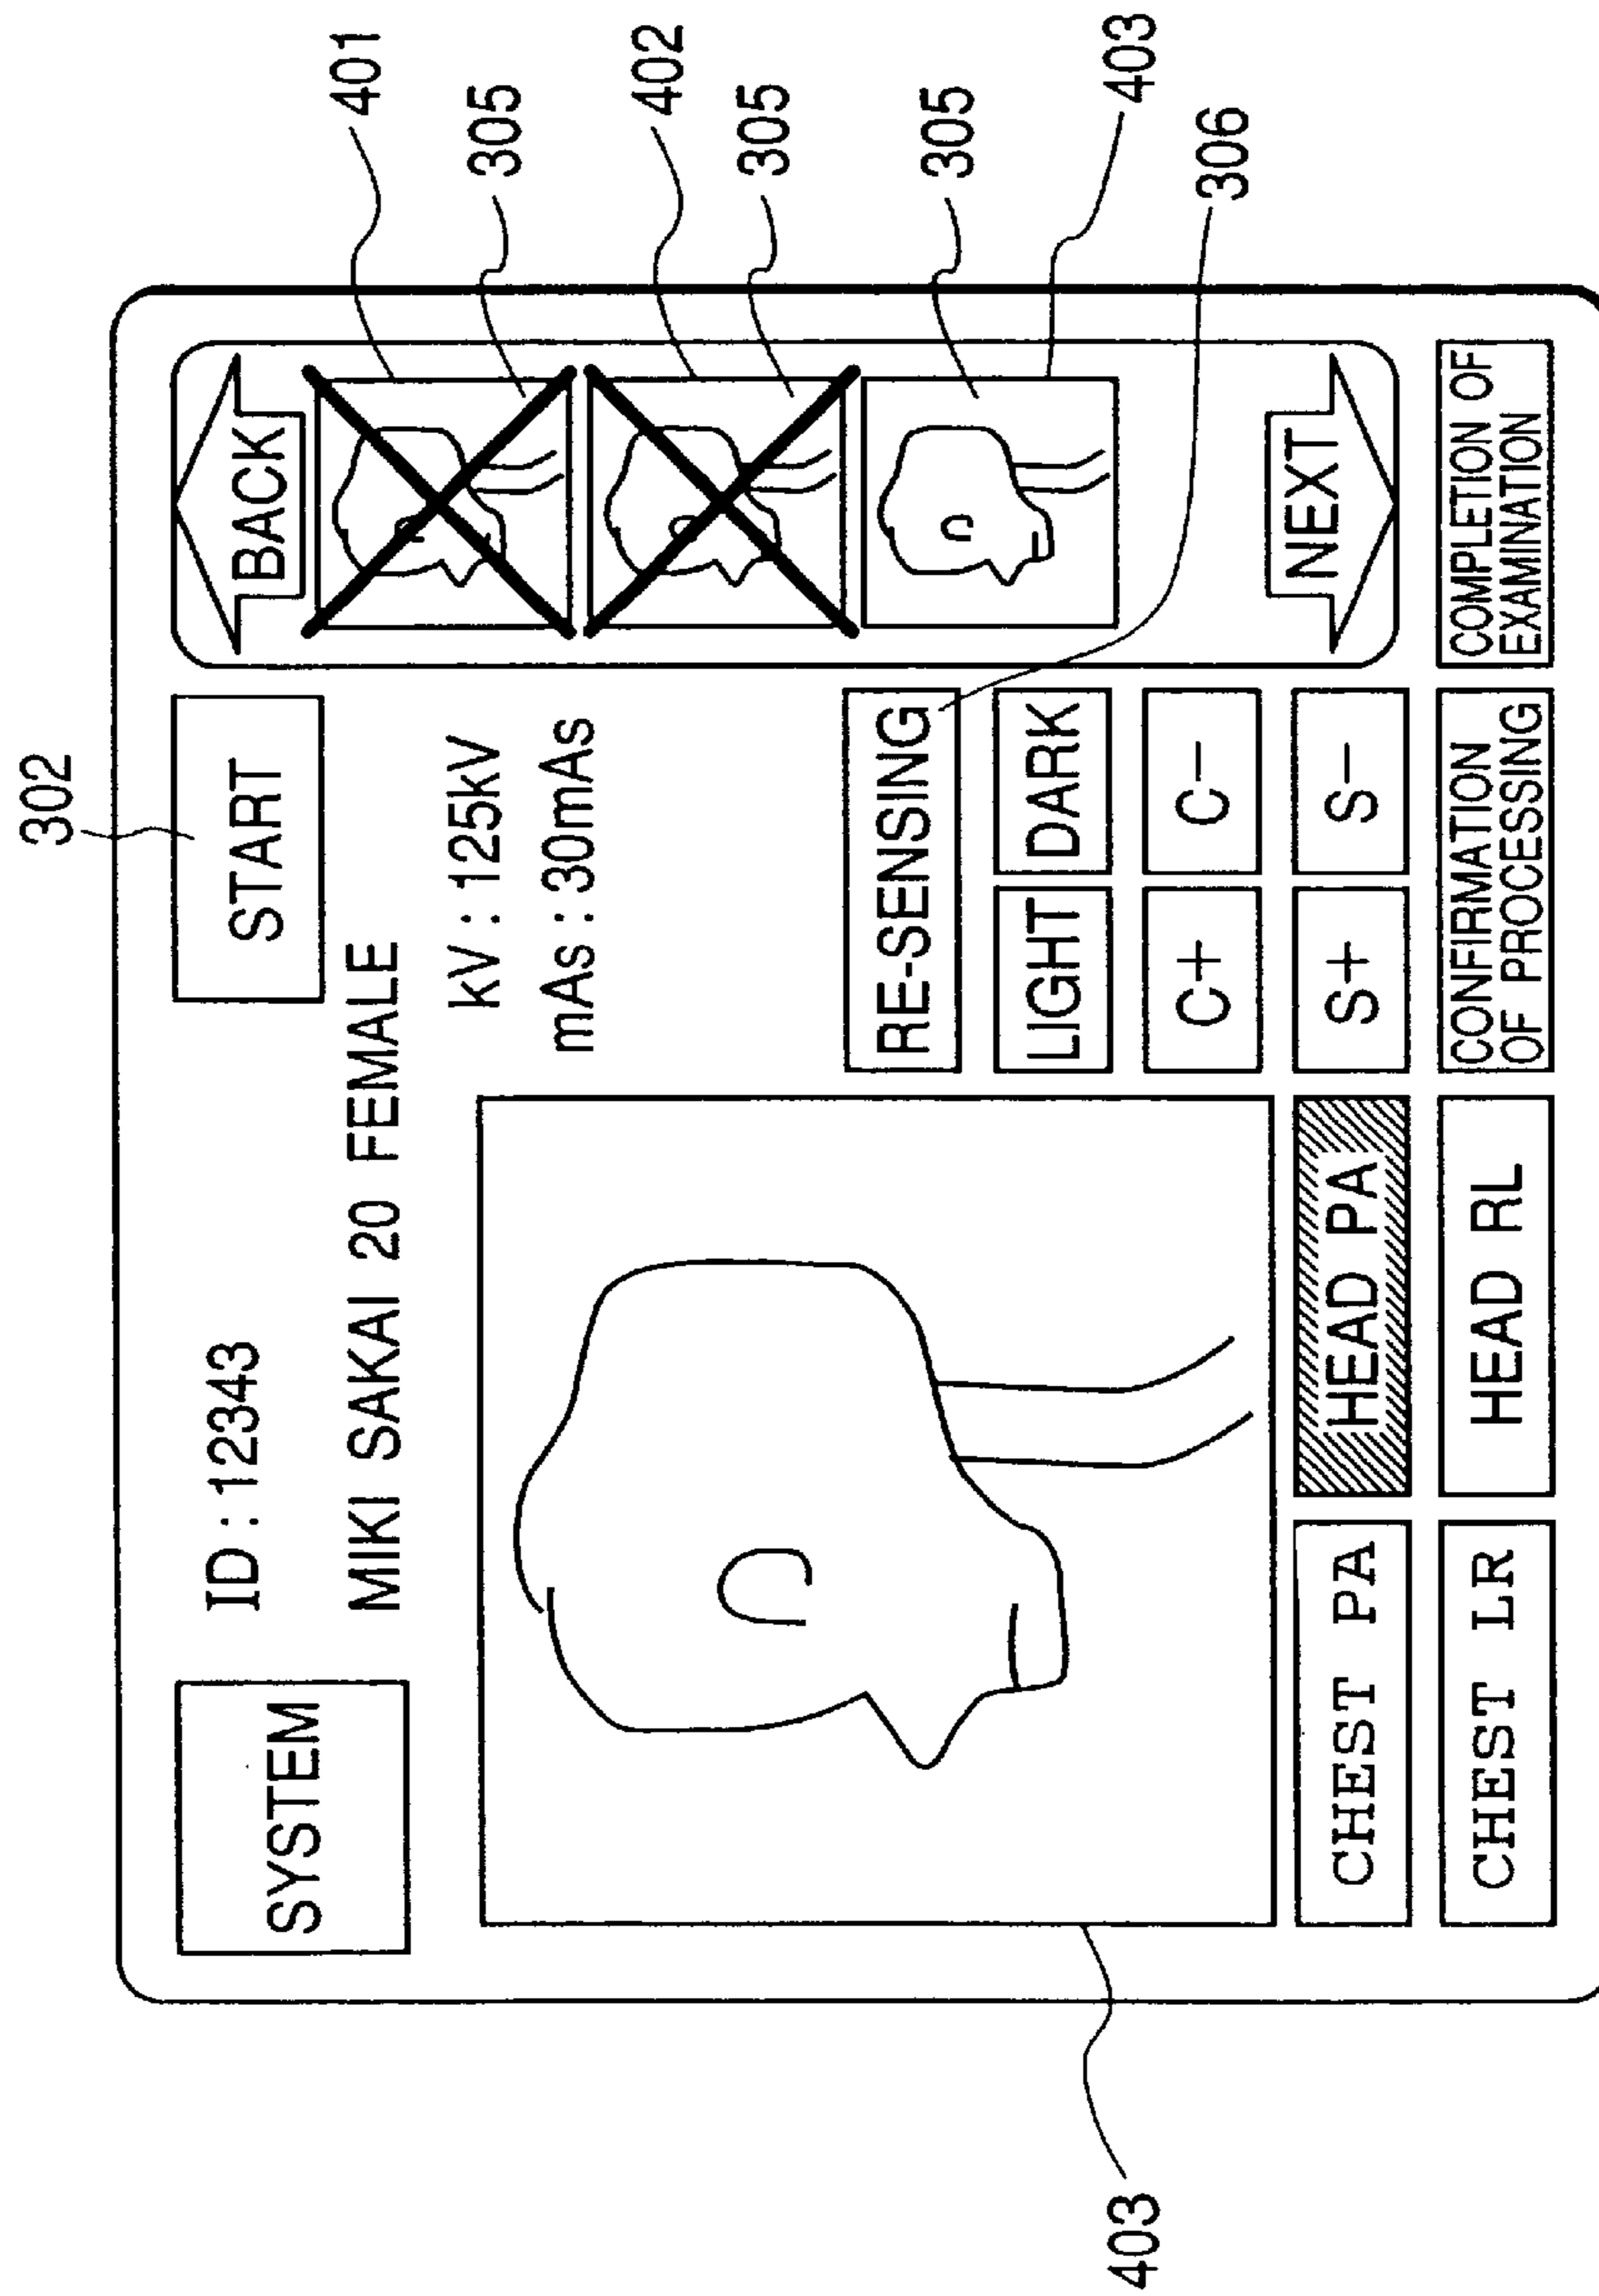 302
SYSTEM
ID : 12343
START
MIKI SAKAI 20 FEMALE
kV : 125kV
mAs : 30mAs
BACK
401
305
402
305
305
403
306
RE-SENSING
LIGHT
DARK
C+
C−
S+
S−
NEXT
CHEST PA
HEAD PA
CHEST LR
HEAD RL
CONFIRMATION
OF PROCESSING
COMPLETION OF
EXAMINATION
403